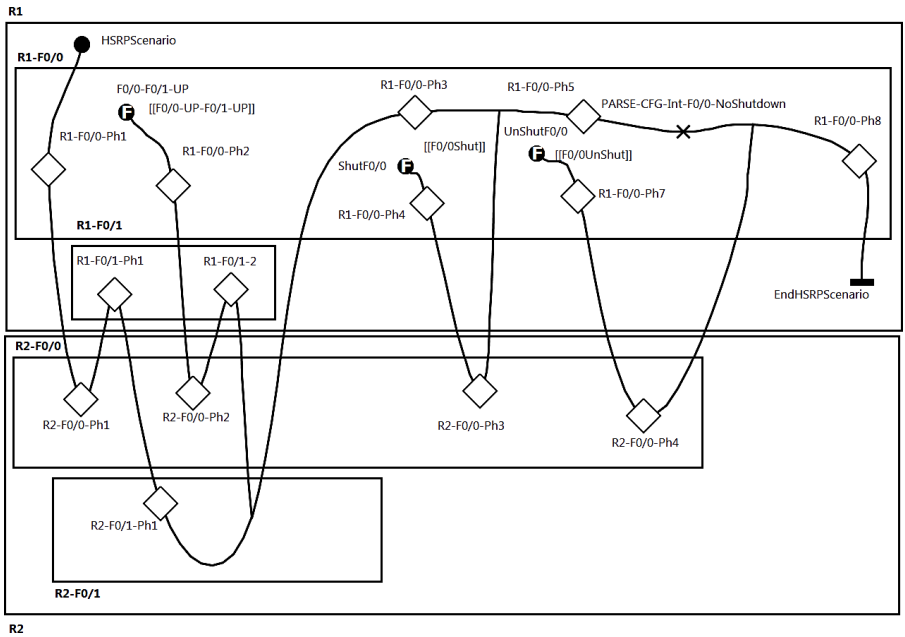 R1
HSRPScenario
R1-F0/0
F0/0-F0/1-UP
[[F0/0-UP-F0/1-UP]]
R1-F0/0-Ph3
R1-F0/0-Ph5
PARSE-CFG-Int-F0/0-NoShutdown
R1-F0/0-Ph8
R1-F0/0-Ph1
R1-F0/0-Ph2
[[F0/0Shut]]
UnShutF0/0
[[F0/0UnShut]]
ShutF0/0
R1-F0/0-Ph4
R1-F0/0-Ph7
R1-F0/1
R1-F0/1-Ph1
R1-F0/1-2
EndHSRPScenario
R2-F0/0
R2-F0/0-Ph1
R2-F0/0-Ph2
R2-F0/0-Ph3
R2-F0/0-Ph4
R2-F0/1-Ph1
R2-F0/1
R2